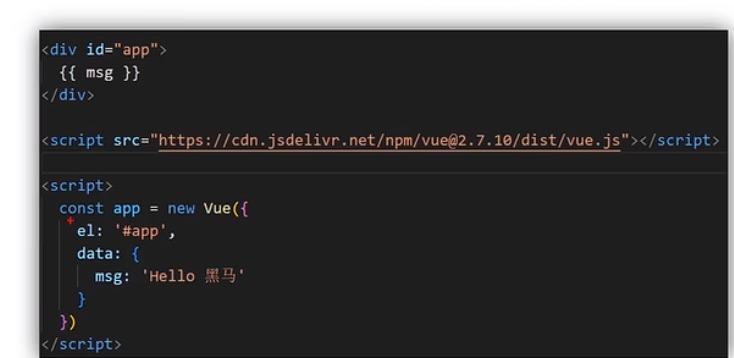 <div id="app">
  {{ msg }}
</div>
<script src="https://cdn.jsdelivr.net/npm/vue@2.7.10/dist/vue.js"></script>
<script>
  const app = new Vue({
    el: '#app',
    data: {
      msg: 'Hello 黑马'
    }
  })
</script>